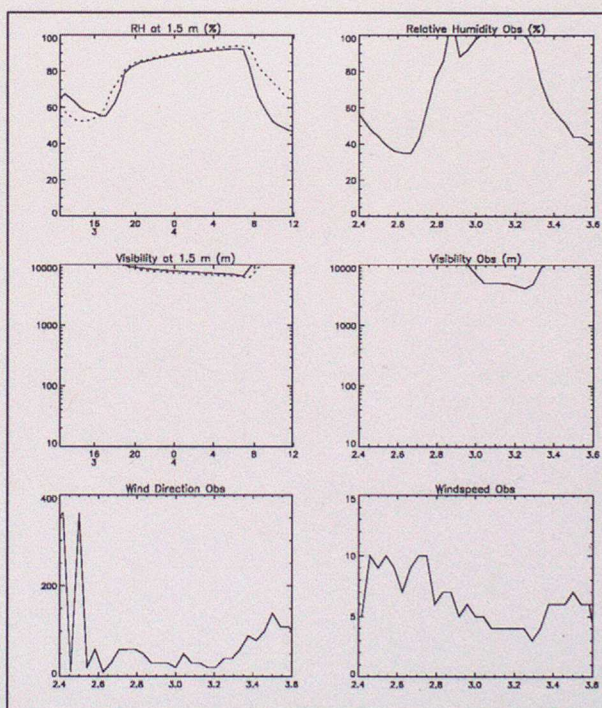 RH at 1.5 m (%)
100
80
60
40
20
0
16 20 0 4 8 12
3 4
Relative Humidity Obs (%)
100
80
60
40
20
0
2.4 2.6 2.8 3.0 3.2 3.4 3.6
Visibility at 1.5 m (m)
10000
1000
100
10
16 20 0 4 8 12
3 4
Visibility Obs (m)
10000
1000
100
10
2.4 2.6 2.8 3.0 3.2 3.4 3.6
Wind Direction Obs
400
200
0
2.4 2.6 2.8 3.0 3.2 3.4 3.6
Windspeed Obs
15
10
5
0
2.4 2.6 2.8 3.0 3.2 3.4 3.6